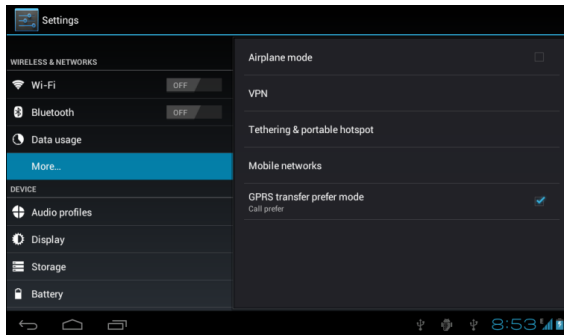 Settings
WIRELESS & NETWORKS
Wi-Fi OFF
Bluetooth OFF
Data usage
More...
DEVICE
Audio profiles
Display
Storage
Battery
Airplane mode
VPN
Tethering & portable hotspot
Mobile networks
GPRS transfer prefer mode
Call prefer
8:53